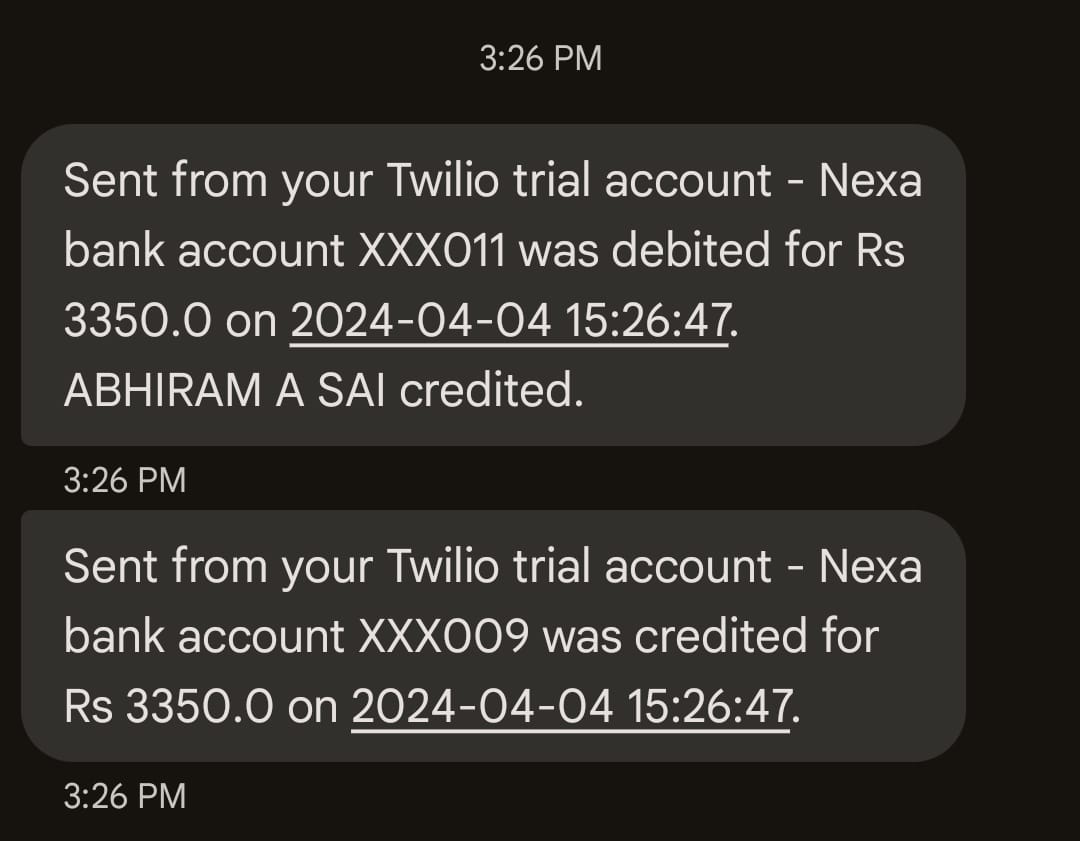 3:26 PM
Sent from your Twilio trial account - Nexa
bank account XXX011 was debited for Rs
3350.0 on 2024-04-04 15:26:47.
ABHIRAM A SAI credited.
3:26 PM
Sent from your Twilio trial account - Nexa
bank account XXX009 was credited for
Rs 3350.0 on 2024-04-04 15:26:47.
3:26 PM